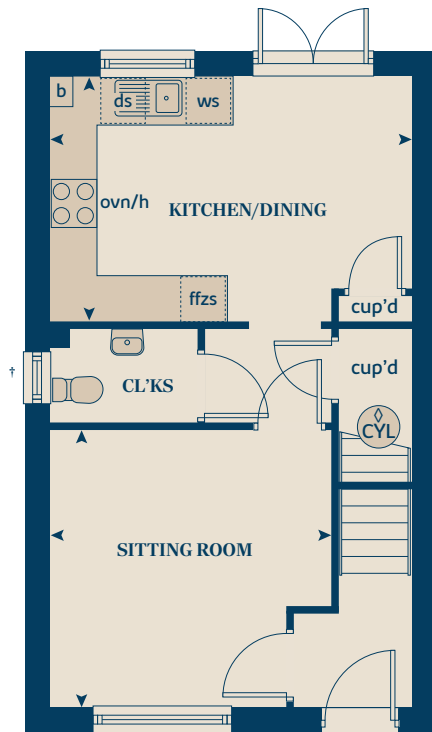 b
ds
ws
ovn/h
KITCHEN/DINING
ffzs
cup'd
cup'd
†
CL'KS
CYL
SITTING ROOM